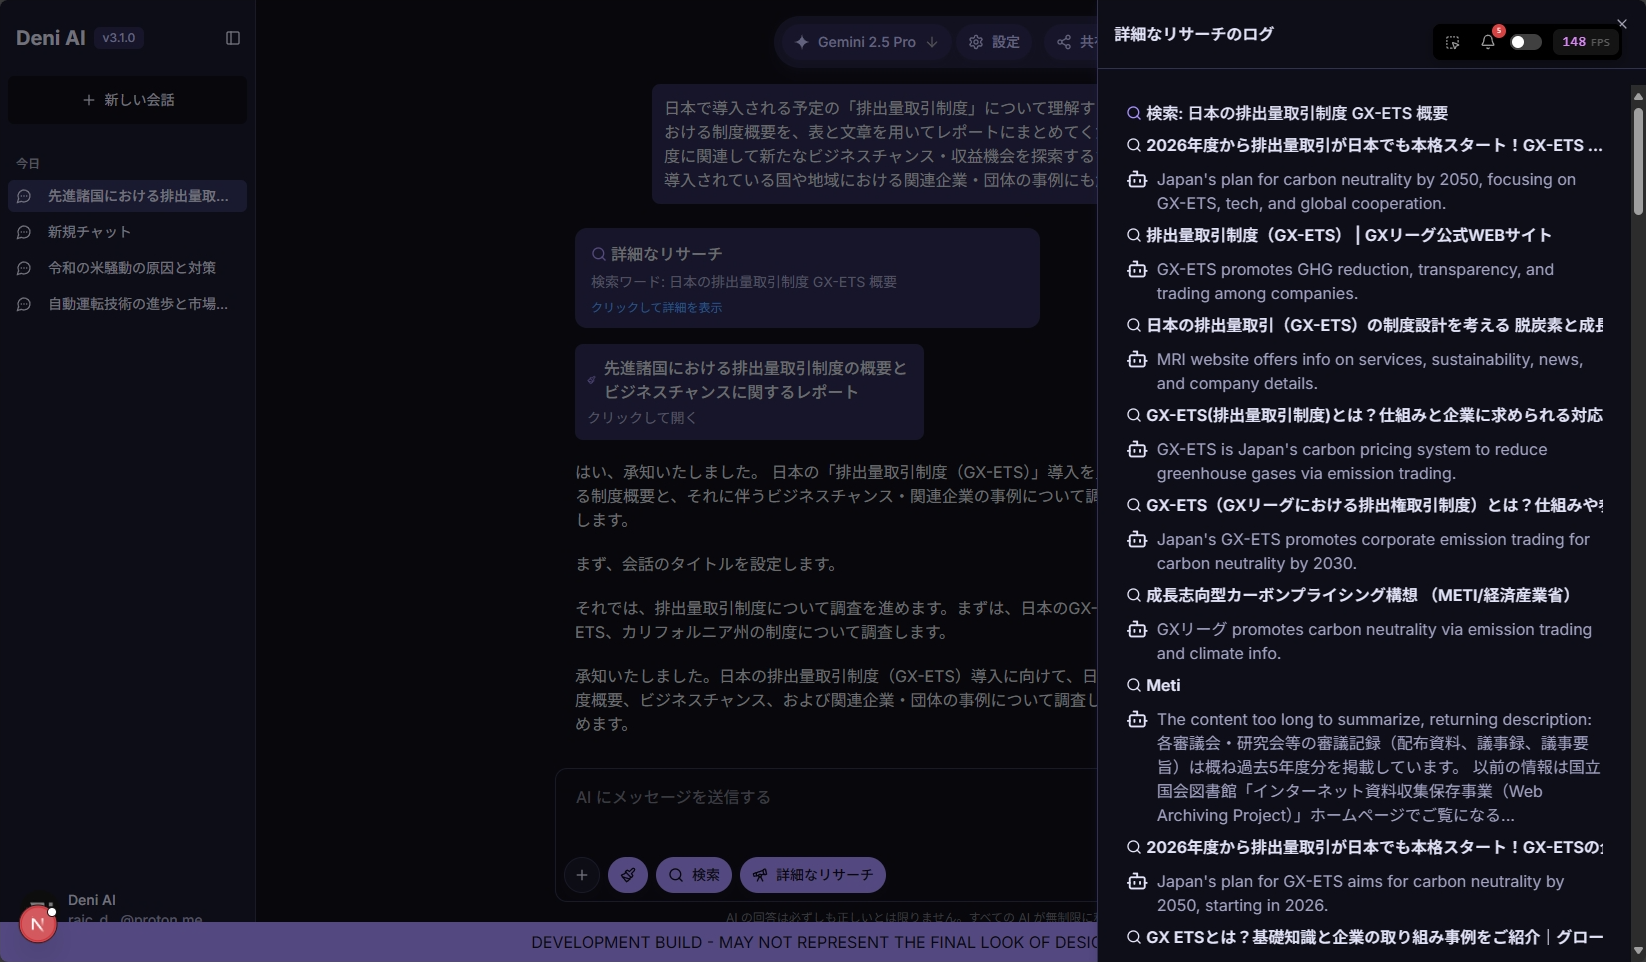 Deni AI
v3.1.0
新しい会話
今日
先進諸国における排出量取...
新規チャット
令和の米騒動の原因と対策
自動運転技術の進歩と市場...
Deni AI
DEVELOPMENT BUILD - MAY NOT REPRESENT THE FINAL LOOK OF DESIG
Gemini 2.5 Pro
設定
日本で導入される予定の「排出量取引制度」について理解す
おける制度概要を、表と文章を用いてレポートにまとめてく
度に関連して新たなビジネスチャンス・収益機会を探索する
導入されている国や地域における関連企業・団体の事例にも
詳細なリサーチ
検索ワード: 日本の排出量取引制度 GX-ETS 概要
クリックして詳細を表示
先進諸国における排出量取引制度の概要と
ビジネスチャンスに関するレポート
クリックして開く
はい、承知いたしました。 日本の「排出量取引制度（GX-ETS）」導入を
る制度概要と、それに伴うビジネスチャンス・関連企業の事例について調
します。
まず、会話のタイトルを設定します。
それでは、排出量取引制度について調査を進めます。まずは、日本のGX-
ETS、カリフォルニア州の制度について調査します。
承知いたしました。日本の排出量取引制度（GX-ETS）導入に向けて、日
度概要、ビジネスチャンス、および関連企業・団体の事例について調査し
めます。
AI にメッセージを送信する
検索
詳細なリサーチ
AI の回答は必ずしも正しいとは限りません。すべての AI が無制限に
詳細なリサーチのログ
5
148 FPS
検索: 日本の排出量取引制度 GX-ETS 概要
2026年度から排出量取引が日本でも本格スタート！GX-ETS ...
Japan's plan for carbon neutrality by 2050, focusing on
GX-ETS, tech, and global cooperation.
排出量取引制度（GX-ETS）｜GXリーグ公式WEBサイト
GX-ETS promotes GHG reduction, transparency, and
trading among companies.
日本の排出量取引（GX-ETS）の制度設計を考える 脱炭素と成長
MRI website offers info on services, sustainability, news,
and company details.
GX-ETS(排出量取引制度)とは？仕組みと企業に求められる対応
GX-ETS is Japan's carbon pricing system to reduce
greenhouse gases via emission trading.
GX-ETS（GXリーグにおける排出権取引制度）とは？仕組みや
Japan's GX-ETS promotes corporate emission trading for
carbon neutrality by 2030.
成長志向型カーボンプライシング構想 （METI/経済産業省）
GXリーグ promotes carbon neutrality via emission trading
and climate info.
Meti
The content too long to summarize, returning description:
各審議会・研究会等の審議記録（配布資料、議事録、議事要
旨）は概ね過去5年度分を掲載しています。 以前の情報は国立
国会図書館「インターネット資料収集保存事業（Web
Archiving Project）」ホームページでご覧になる...
2026年度から排出量取引が日本でも本格スタート！GX-ETSの
Japan's plan for GX-ETS aims for carbon neutrality by
2050, starting in 2026.
GX ETSとは？基礎知識と企業の取り組み事例をご紹介｜グロー